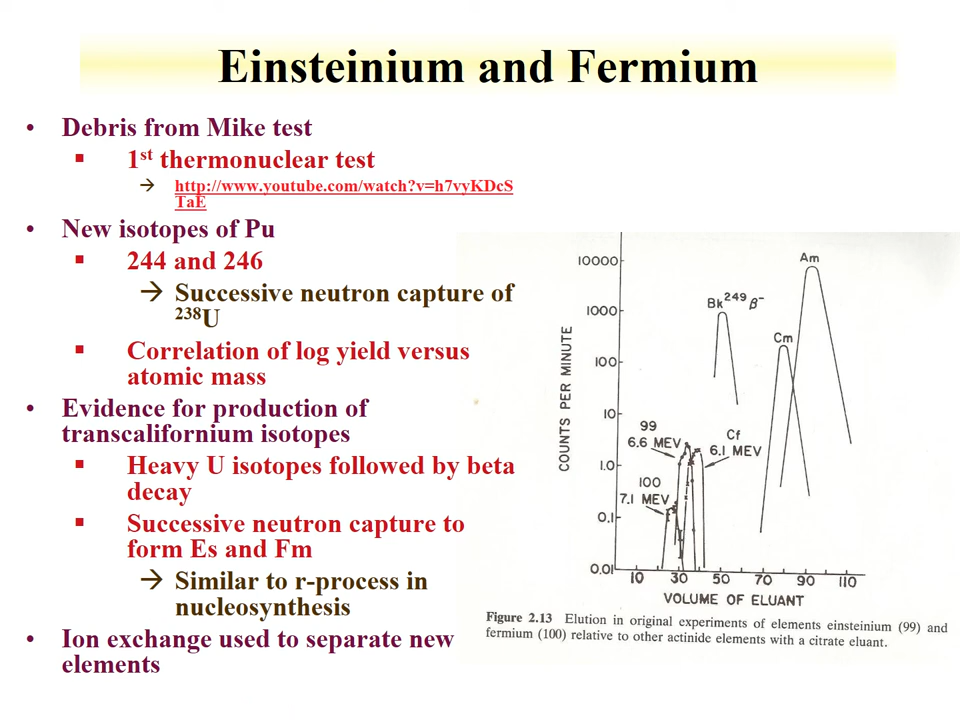 Einsteinium and Fermium
• Debris from Mike test
▪ 1st thermonuclear test
→ http://www.youtube.com/watch?v=h7vyKDcS
TaE
• New isotopes of Pu
▪ 244 and 246
→ Successive neutron capture of
238U
▪ Correlation of log yield versus
atomic mass
• Evidence for production of
transcalifornium isotopes
▪ Heavy U isotopes followed by beta
decay
▪ Successive neutron capture to
form Es and Fm
→ Similar to r-process in
nucleosynthesis
• Ion exchange used to separate new
elements
COUNTS PER MINUTE
10000
1000
100
10
1.0
0.1
0.01
Am
Bk249 β-
Cm
99
6.6 MEV
Cf
6.1 MEV
100
7.1 MEV
10 30 50 70 90 110
VOLUME OF ELUANT
Figure 2.13 Elution in original experiments of elements einsteinium (99) and
fermium (100) relative to other actinide elements with a citrate eluant.